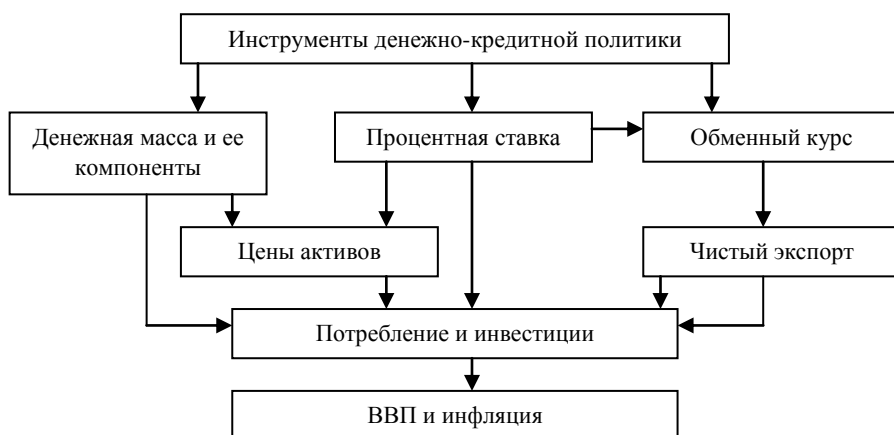 Инструменты денежно-кредитной политики
Денежная масса и ее
компоненты
Процентная ставка
Обменный курс
Цены активов
Чистый экспорт
Потребление и инвестиции
ВВП и инфляция